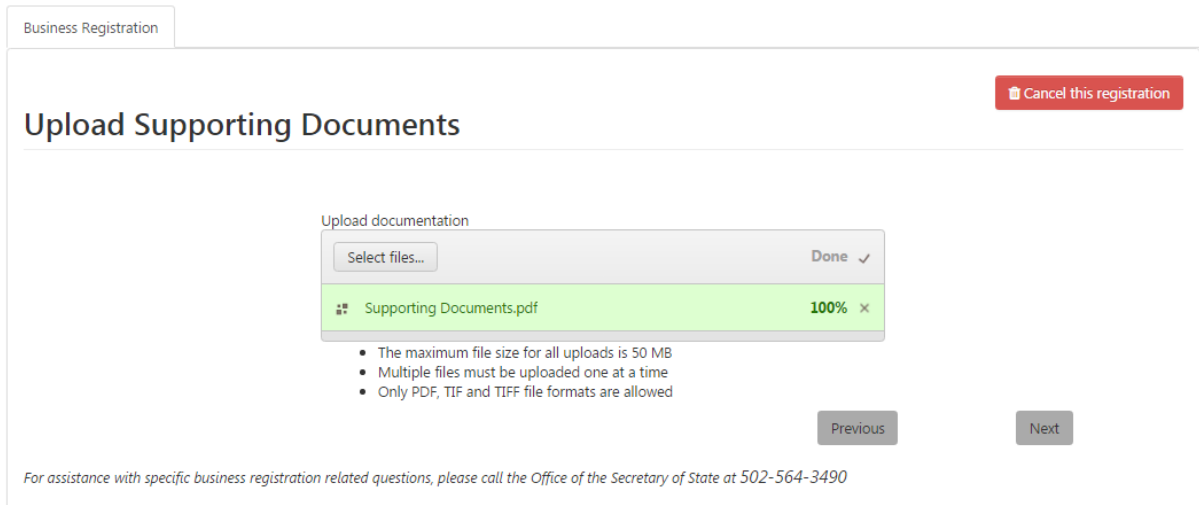 Business Registration
Cancel this registration
Upload Supporting Documents
Upload documentation
Select files...
Done
Supporting Documents.pdf
100%
The maximum file size for all uploads is 50 MB
Multiple files must be uploaded one at a time
Only PDF, TIF and TIFF file formats are allowed
Previous
Next
For assistance with specific business registration related questions, please call the Office of the Secretary of State at 502-564-3490